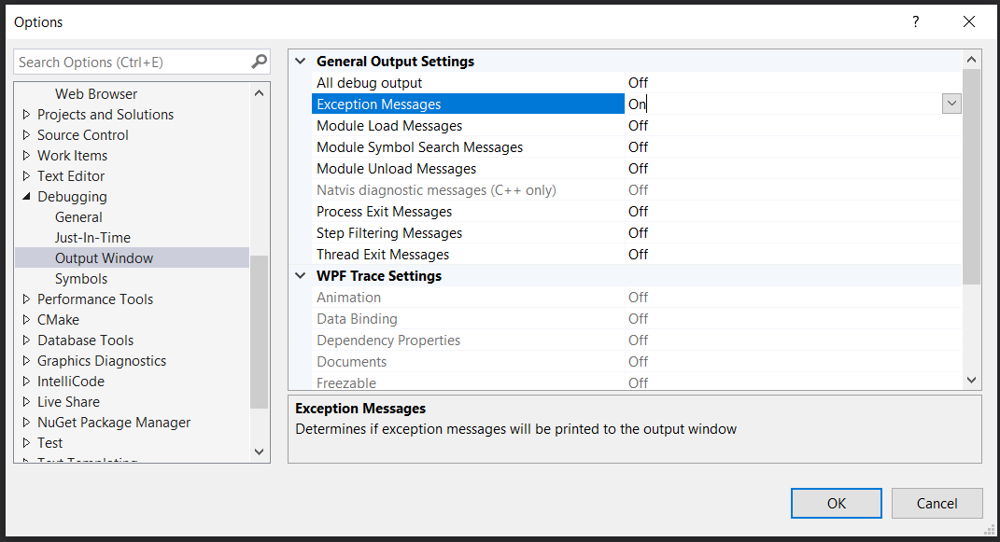 Options
?
Search Options (Ctrl+E)
Web Browser
Projects and Solutions
Source Control
Work Items
Text Editor
Debugging
General
Just-In-Time
Output Window
Symbols
Performance Tools
CMake
Database Tools
Graphics Diagnostics
IntelliCode
Live Share
NuGet Package Manager
Test
Text Templating
General Output Settings
All debug output Off
Exception Messages On
Module Load Messages Off
Module Symbol Search Messages Off
Module Unload Messages Off
Natvis diagnostic messages (C++ only) Off
Process Exit Messages Off
Step Filtering Messages Off
Thread Exit Messages Off
WPF Trace Settings
Animation Off
Data Binding Off
Dependency Properties Off
Documents Off
Freezable Off
Exception Messages
Determines if exception messages will be printed to the output window
OK
Cancel